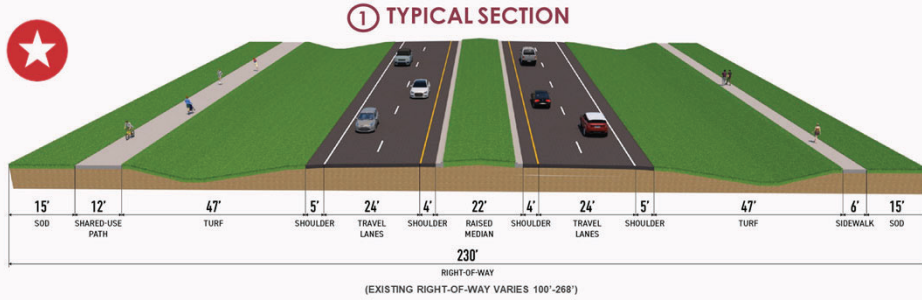 1 TYPICAL SECTION
15' 12' 47' 5' 24' 4' 22' 4' 24' 5' 47' 6' 15'
SOD SHARED-USE TURF SHOULDER TRAVEL SHOULDER RAISED SHOULDER TRAVEL SHOULDER TURF SIDEWALK SOD
PATH LANES MEDIAN LANES
230'
RIGHT-OF-WAY
(EXISTING RIGHT-OF-WAY VARIES 100'-268')